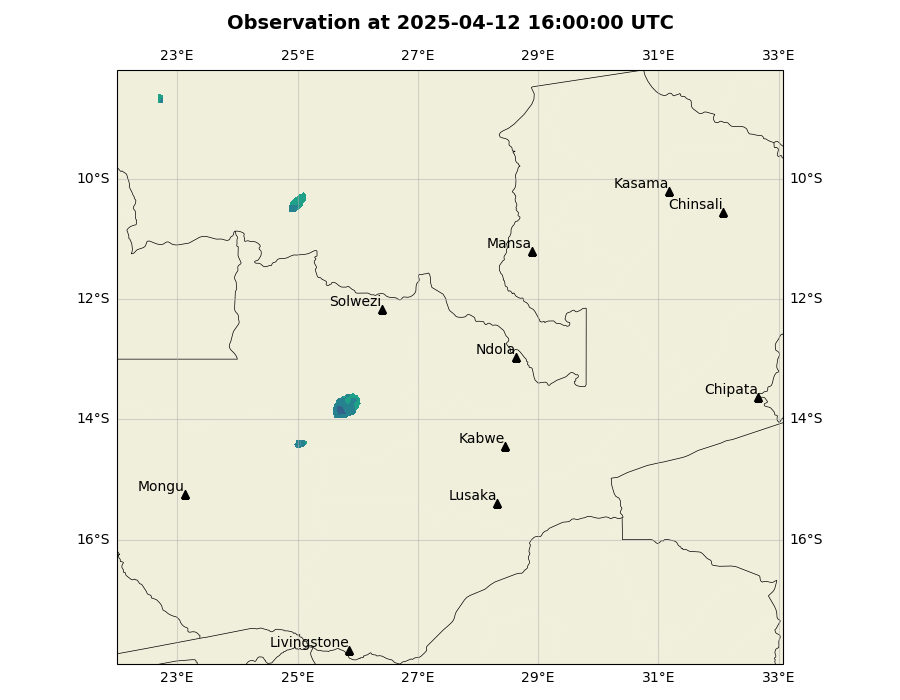 Observation at 2025-04-12 16:00:00 UTC
23°E 25°E 27°E 29°E 31°E 33°E
10°S 10°S
Kasama
Chinsali
Mansa
12°S 12°S
Solwezi
Ndola
Chipata
14°S 14°S
Kabwe
Mongu
Lusaka
16°S 16°S
Livingstone
23°E 25°E 27°E 29°E 31°E 33°E